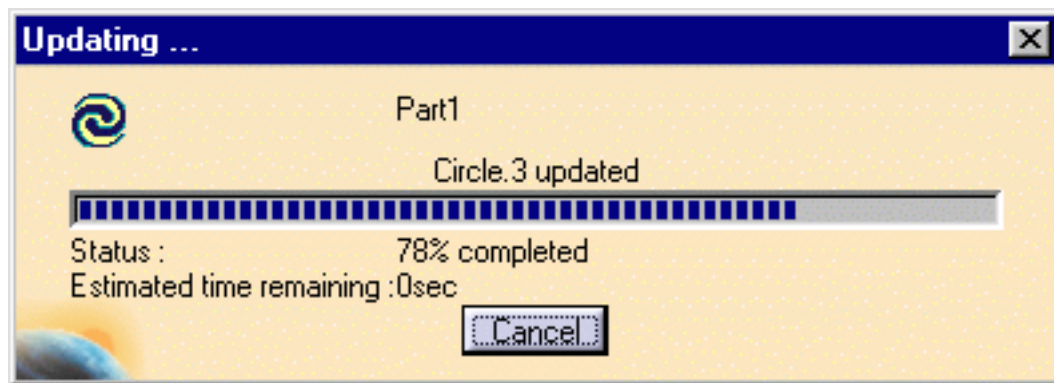 Updating ...
Part1
Circle.3 updated
Status : 78% completed
Estimated time remaining :0sec
Cancel